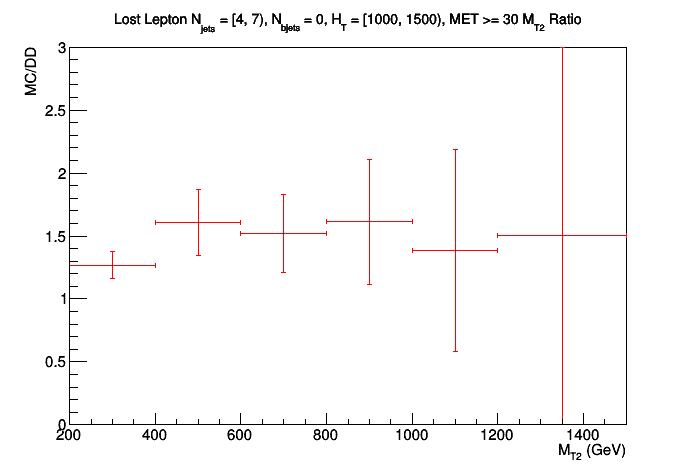 Lost Lepton N_jets = [4, 7), N_bjets = 0, H_T = [1000, 1500), MET >= 30 M_T2 Ratio
MC/DD
3
2.5
2
1.5
1
0.5
0
200 400 600 800 1000 1200 1400
M_T2 (GeV)